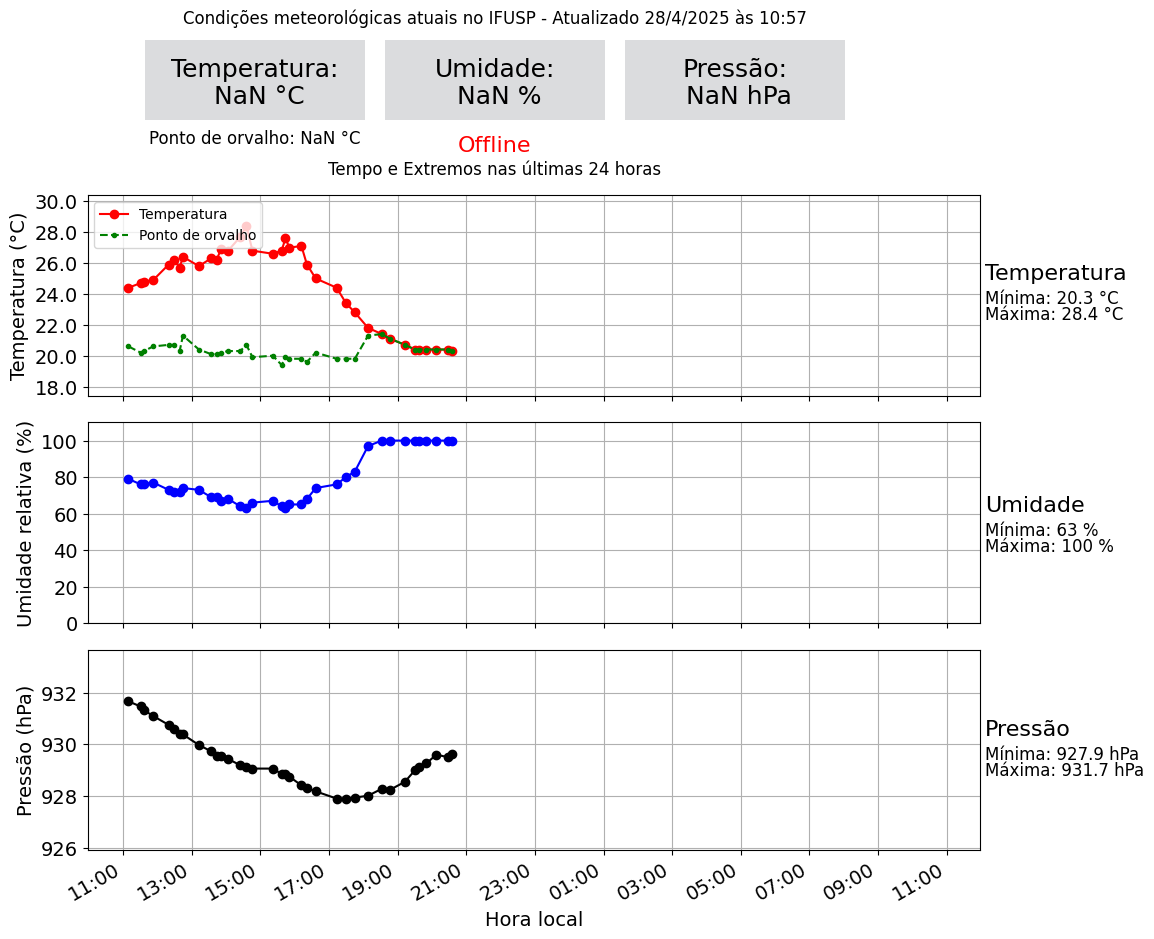 Condições meteorológicas atuais no IFUSP - Atualizado 28/4/2025 às 10:57
Temperatura:
NaN °C
Umidade:
NaN %
Pressão:
NaN hPa
Ponto de orvalho: NaN °C
Offline
Tempo e Extremos nas últimas 24 horas
Temperatura (°C)
30.0
28.0
26.0
24.0
22.0
20.0
18.0
Temperatura
Ponto de orvalho
Temperatura
Mínima: 20.3 °C
Máxima: 28.4 °C
Umidade relativa (%)
100
80
60
40
20
0
Umidade
Mínima: 63 %
Máxima: 100 %
Pressão (hPa)
932
930
928
926
Pressão
Mínima: 927.9 hPa
Máxima: 931.7 hPa
11:00
13:00
15:00
17:00
19:00
21:00
23:00
01:00
03:00
05:00
07:00
09:00
11:00
Hora local